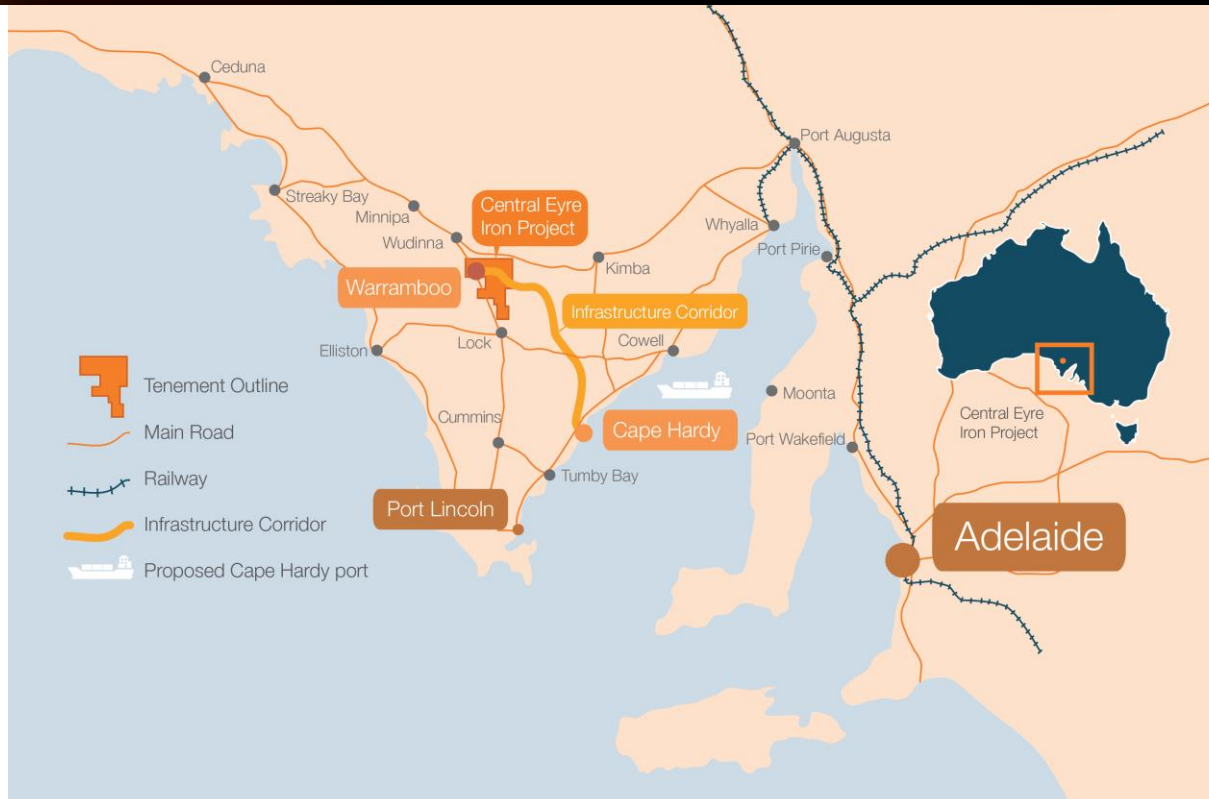 Ceduna
Port Augusta
Streaky Bay
Minnipa
Central Eyre
Iron Project
Wudinna
Whyalla
Port Pirie
Kimba
Warramboo
Infrastructure Corridor
Lock
Cowell
Elliston
Tenement Outline
Moonta
Central Eyre
Iron Project
Main Road
Cummins
Cape Hardy
Port Wakefield
Railway
Tumby Bay
Port Lincoln
Infrastructure Corridor
Adelaide
Proposed Cape Hardy port